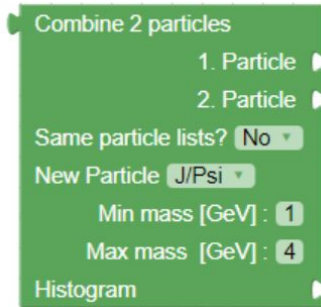 Combine 2 particles
1. Particle
2. Particle
Same particle lists? No
New Particle J/Psi
Min mass [GeV] : 1
Max mass [GeV] : 4
Histogram